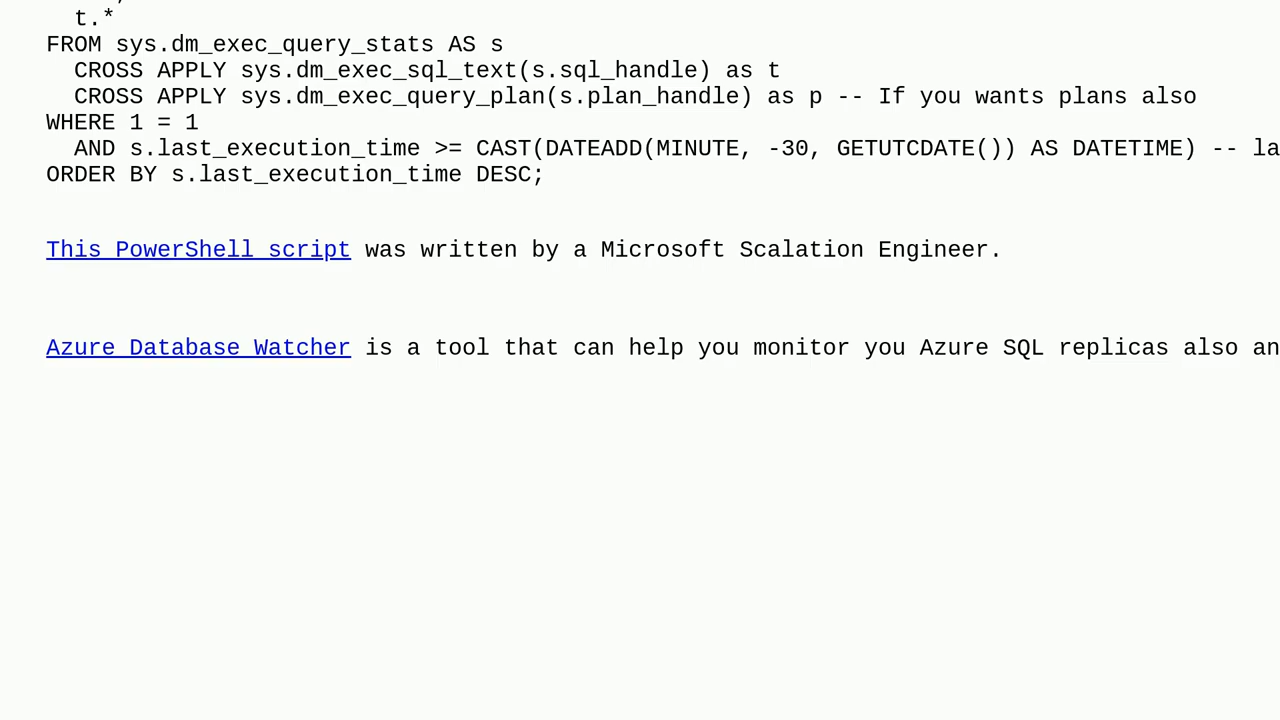 t.*
FROM sys.dm_exec_query_stats AS s
CROSS APPLY sys.dm_exec_sql_text(s.sql_handle) as t
CROSS APPLY sys.dm_exec_query_plan(s.plan_handle) as p -- If you wants plans also
WHERE 1 = 1
AND s.last_execution_time >= CAST(DATEADD(MINUTE, -30, GETUTCDATE()) AS DATETIME) --
ORDER BY s.last_execution_time DESC;
This PowerShell script was written by a Microsoft Scalation Engineer.
Azure Database Watcher is a tool that can help you monitor you Azure SQL replicas also